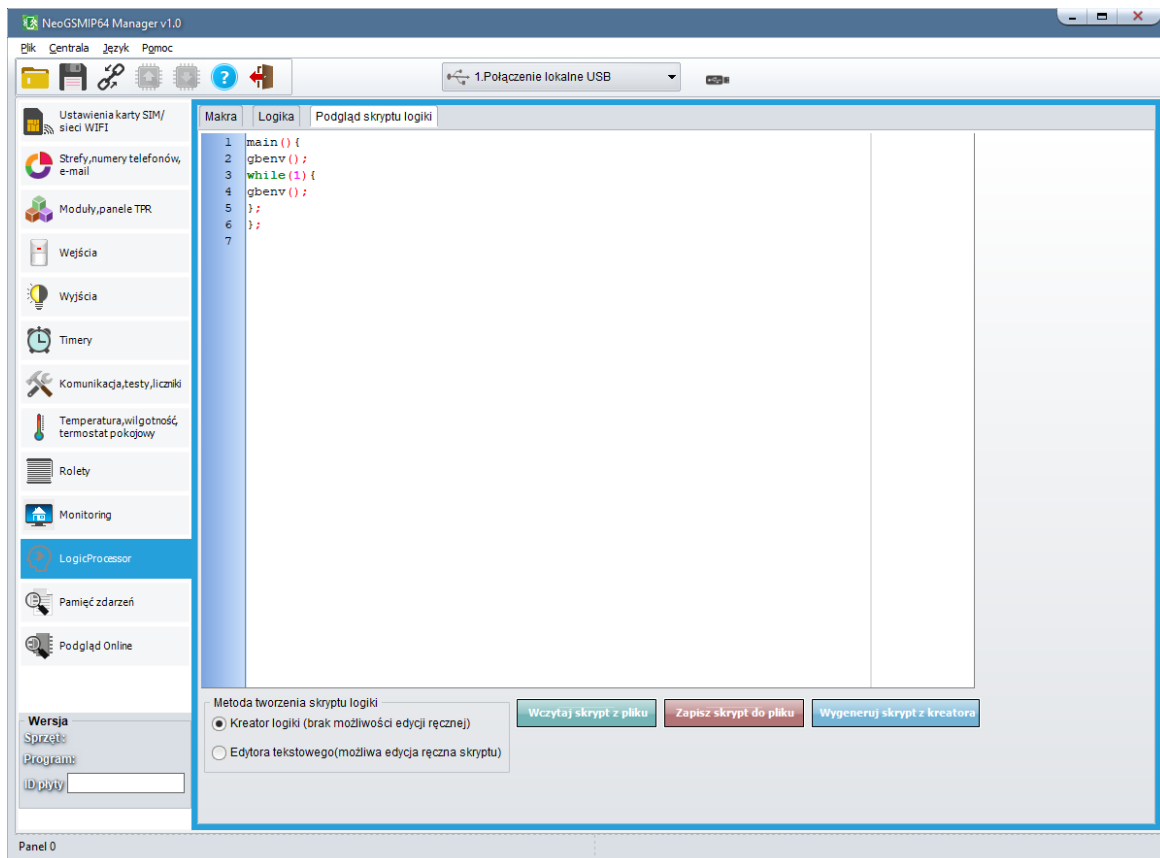 NeoGSMIP64 Manager v1.0
Plik Centrala Język Pomoc
1.Połączenie lokalne USB
Ustawienia karty SIM/
sieci WIFI
Strefy,numery telefonów,
e-mail
Moduły,panele TPR
Wejścia
Wyjścia
Timery
Komunikacja,testy,liczniki
Temperatura,wilgotność,
termostat pokojowy
Rolety
Monitoring
LogicProcessor
Pamięć zdarzeń
Podgląd Online
Wersja
Sprzęt:
Program:
ID płyty
Makra Logika Podgląd skryptu logiki
1 main(){
2 gbenv();
3 while(1){
4 gbenv();
5 };
6 };
7
Metoda tworzenia skryptu logiki
Kreator logiki (brak możliwości edycji ręcznej)
Edytora tekstowego(możliwa edycja ręczna skryptu)
Wczytaj skrypt z pliku
Zapisz skrypt do pliku
Wygeneruj skrypt z kreatora
Panel 0